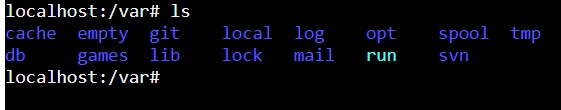 localhost:/var# ls
cache  empty  git    local  log   opt  spool  tmp
db     games  lib    lock   mail  run  svn
localhost:/var#